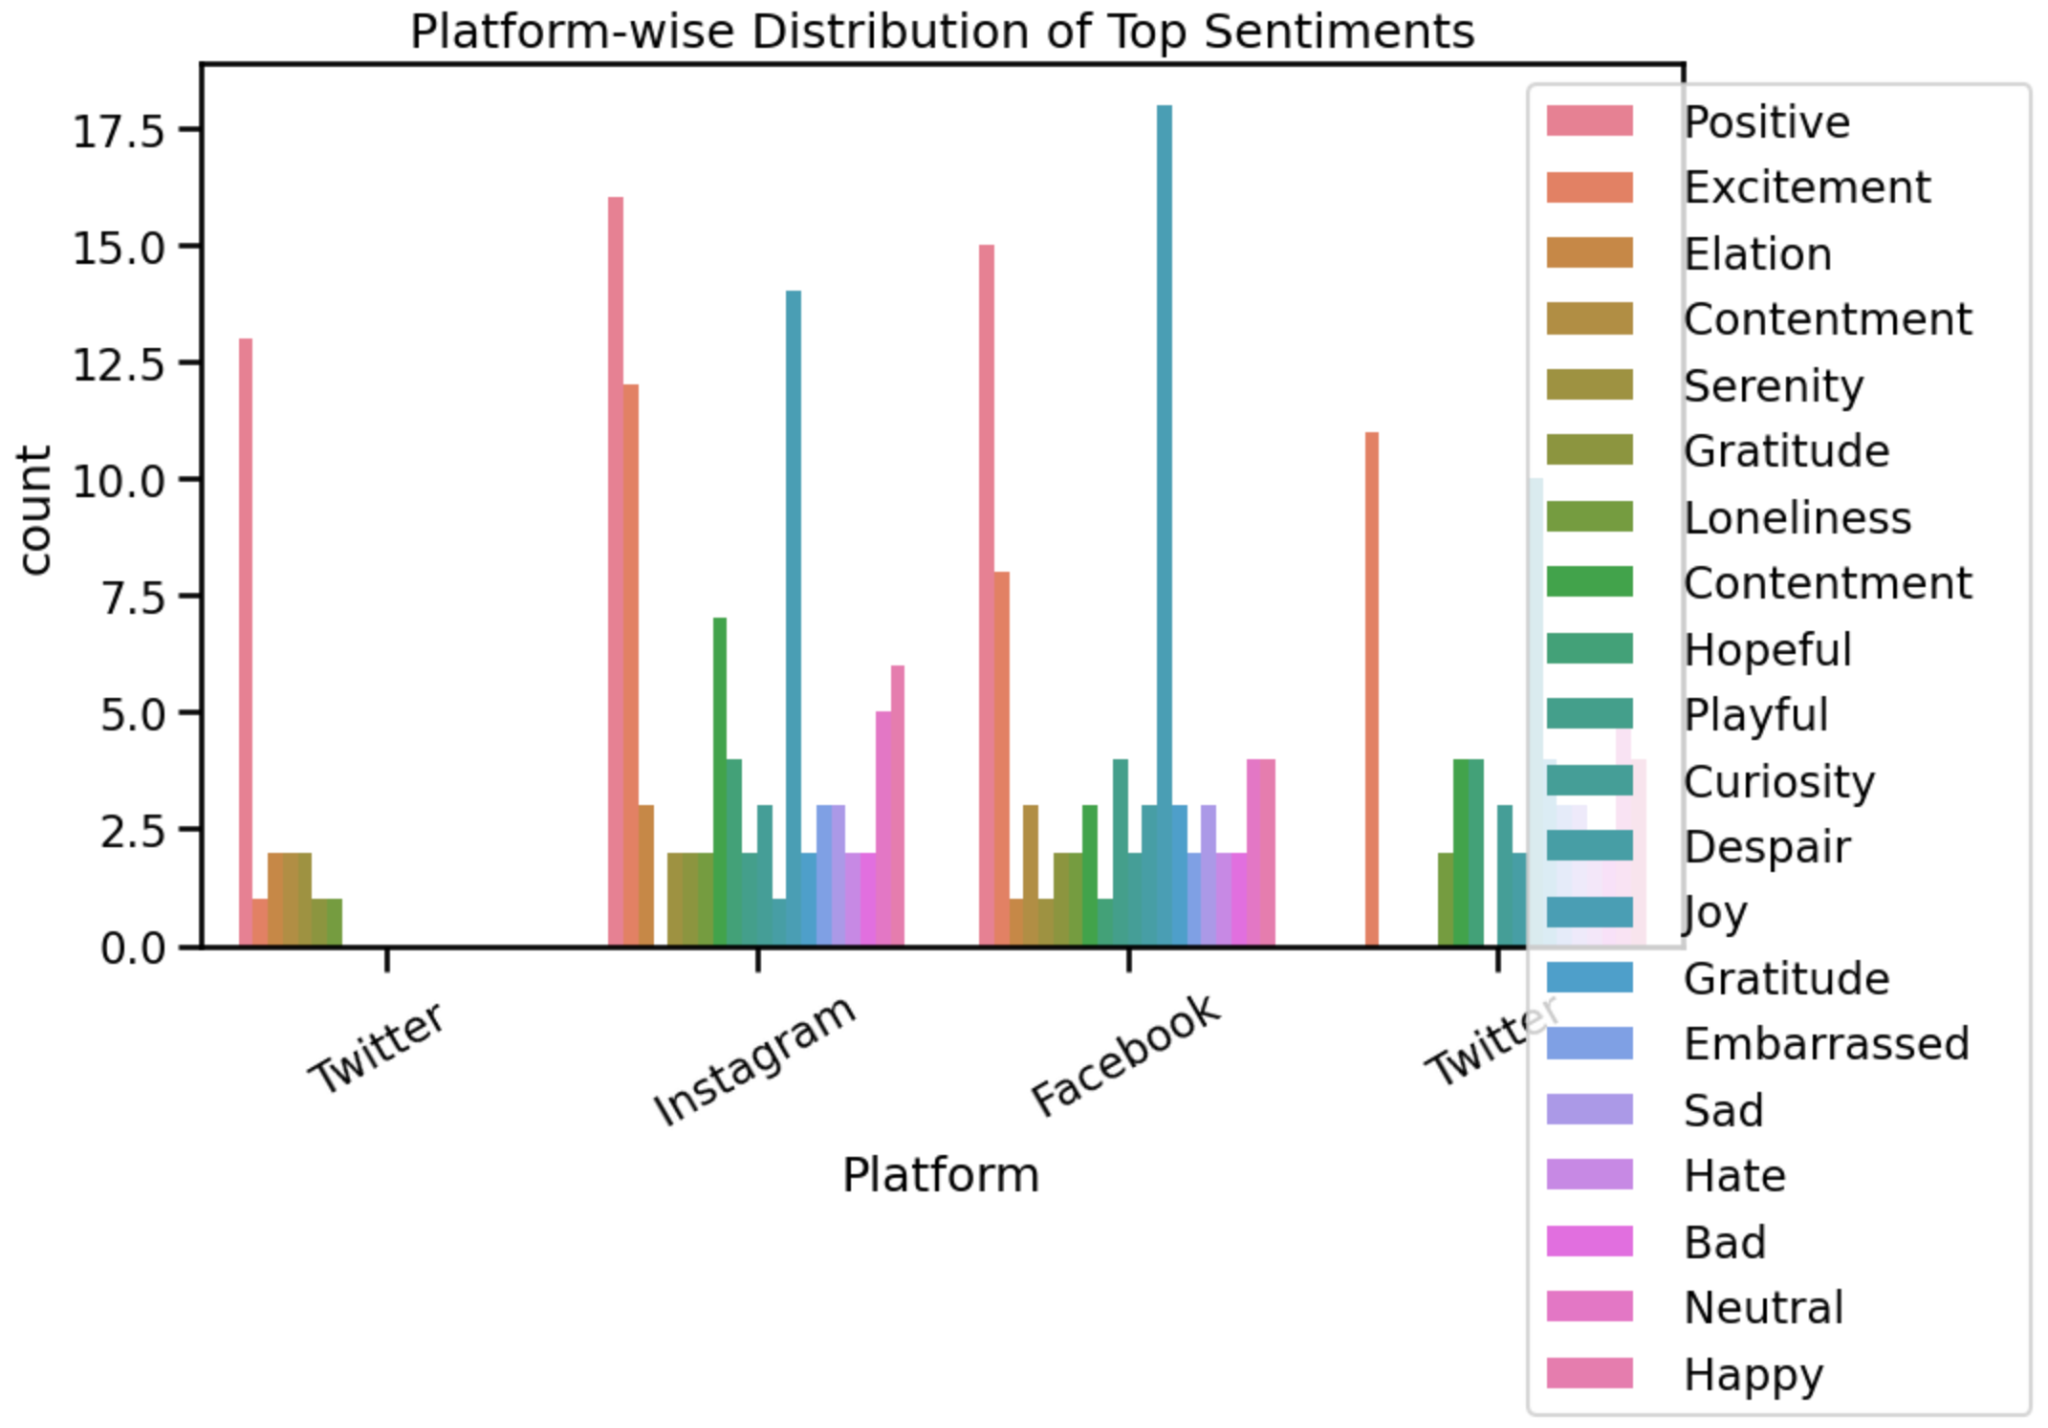 Platform-wise Distribution of Top Sentiments
17.5
15.0
12.5
10.0
7.5
5.0
2.5
0.0
count
Twitter
Instagram
Facebook
Twitter
Platform
Positive
Excitement
Elation
Contentment
Serenity
Gratitude
Loneliness
Contentment
Hopeful
Playful
Curiosity
Despair
Joy
Gratitude
Embarrassed
Sad
Hate
Bad
Neutral
Happy